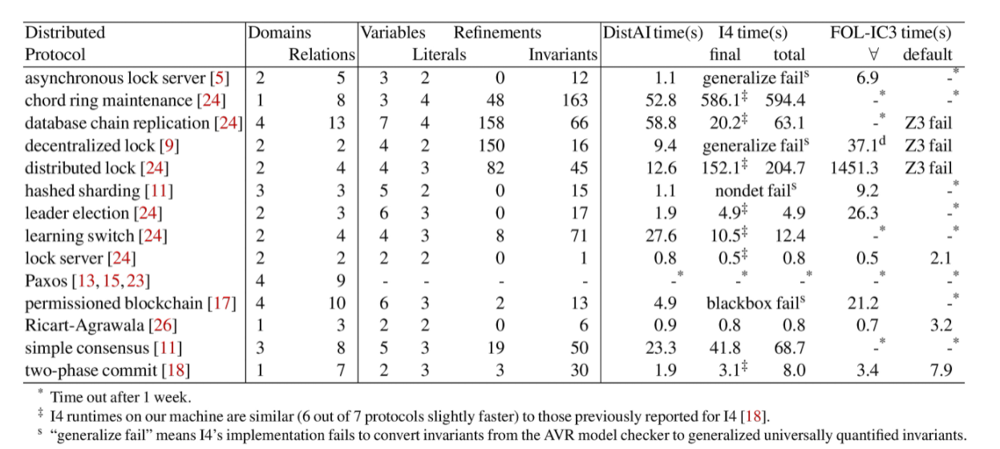 Distributed Domains Variables Refinements DistAI time(s) I4 time(s) FOL-IC3 time(s)
Protocol Relations Literals Invariants final total ∀ default
asynchronous lock server [5] 2 5 3 2 0 12 1.1 generalize fail^s 6.9 -*
chord ring maintenance [24] 1 8 3 4 48 163 52.8 586.1‡ 594.4 -* -*
database chain replication [24] 4 13 7 4 158 66 58.8 20.2‡ 63.1 -* Z3 fail
decentralized lock [9] 2 2 4 2 150 16 9.4 generalize fail^s 37.1^d Z3 fail
distributed lock [24] 2 4 4 3 82 45 12.6 152.1‡ 204.7 1451.3 Z3 fail
hashed sharding [11] 3 3 5 2 0 15 1.1 nondet fail^s 9.2 -*
leader election [24] 2 3 6 3 0 17 1.9 4.9‡ 4.9 26.3 -*
learning switch [24] 2 4 4 3 8 71 27.6 10.5‡ 12.4 -* -*
lock server [24] 2 2 2 2 0 1 0.8 0.5‡ 0.8 0.5 2.1
Paxos [13, 15, 23] 4 9 - - - - -* -* -* -* -*
permissioned blockchain [17] 4 10 6 3 2 13 4.9 blackbox fail^s 21.2 -*
Ricart-Agrawala [26] 1 3 2 2 0 6 0.9 0.8 0.8 0.7 3.2
simple consensus [11] 3 8 5 3 19 50 23.3 41.8 68.7 -* -*
two-phase commit [18] 1 7 2 3 3 30 1.9 3.1‡ 8.0 3.4 7.9
* Time out after 1 week.
‡ I4 runtimes on our machine are similar (6 out of 7 protocols slightly faster) to those previously reported for I4 [18].
s “generalize fail” means I4’s implementation fails to convert invariants from the AVR model checker to generalized universally quantified invariants.